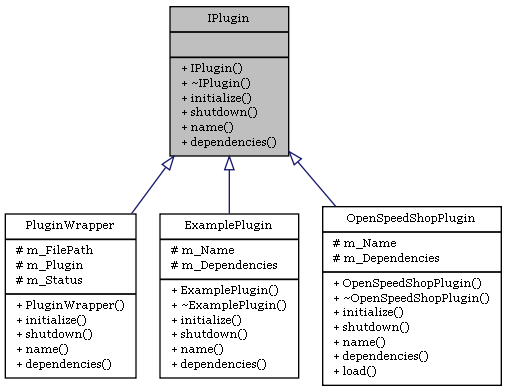 IPlugin
+ IPlugin()
+ ~IPlugin()
+ initialize()
+ shutdown()
+ name()
+ dependencies()
PluginWrapper
# m_FilePath
# m_Plugin
# m_Status
+ PluginWrapper()
+ initialize()
+ shutdown()
+ name()
+ dependencies()
ExamplePlugin
# m_Name
# m_Dependencies
+ ExamplePlugin()
+ ~ExamplePlugin()
+ initialize()
+ shutdown()
+ name()
+ dependencies()
OpenSpeedShopPlugin
# m_Name
# m_Dependencies
+ OpenSpeedShopPlugin()
+ ~OpenSpeedShopPlugin()
+ initialize()
+ shutdown()
+ name()
+ dependencies()
+ load()